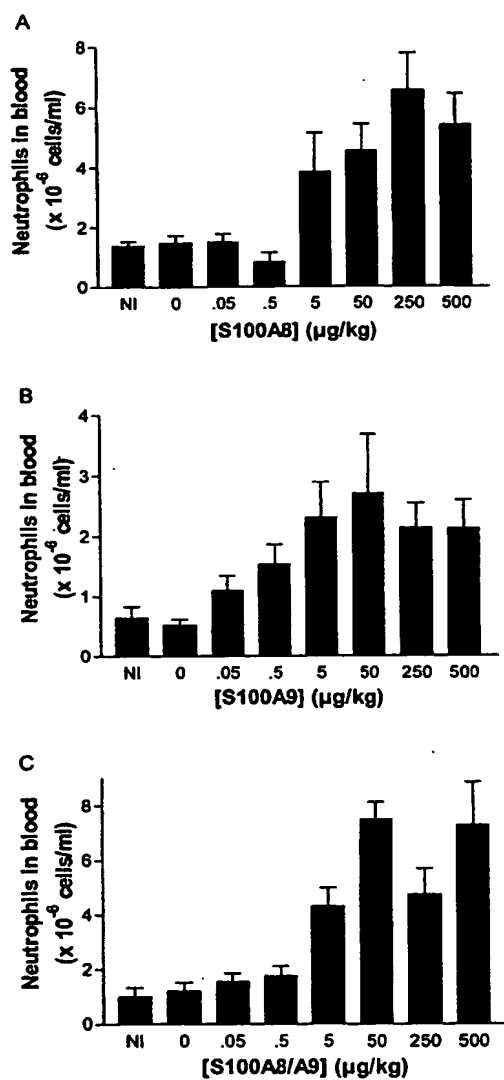 A
Neutrophils in blood
(x 10⁻⁶ cells/ml)
8
6
4
2
0
NI 0 .05 .5 5 50 250 500
[S100A8] (µg/kg)
B
Neutrophils in blood
(x 10⁻⁶ cells/ml)
4
3
2
1
0
NI 0 .05 .5 5 50 250 500
[S100A9] (µg/kg)
C
Neutrophils in blood
(x 10⁻⁶ cells/ml)
8
6
4
2
0
NI 0 .05 .5 5 50 250 500
[S100A8/A9] (µg/kg)